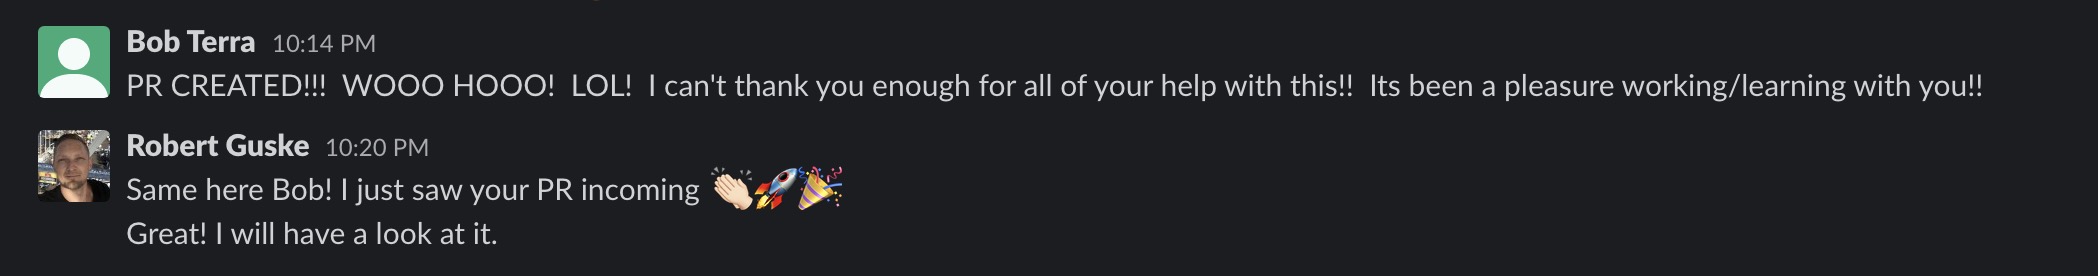 Bob Terra 10:14 PM
PR CREATED!!! WOOO HOOO! LOL! I can't thank you enough for all of your help with this!! Its been a pleasure working/learning with you!!
Robert Guske 10:20 PM
Same here Bob! I just saw your PR incoming 👏🏻🚀🎉
Great! I will have a look at it.